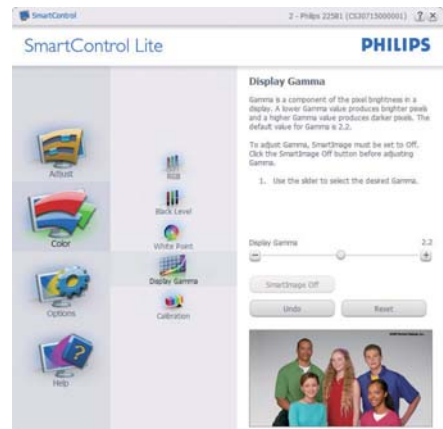 SmartControl
2 - Philips 225B1 (CS30715000001)
SmartControl Lite
PHILIPS
Adjust
Color
Options
Help
RGB
Black Level
White Point
Display Gamma
Calibration
Display Gamma
Gamma is a component of the pixel brightness in a
display. A lower Gamma value produces brighter pixels
and a higher Gamma value produces darker pixels. The
default value for Gamma is 2.2.
To adjust Gamma, SmartImage must be set to Off.
Click the SmartImage Off button before adjusting
Gamma.
1. Use the slider to select the desired Gamma.
Display Gamma
2.2
SmartImage Off
Undo
Reset